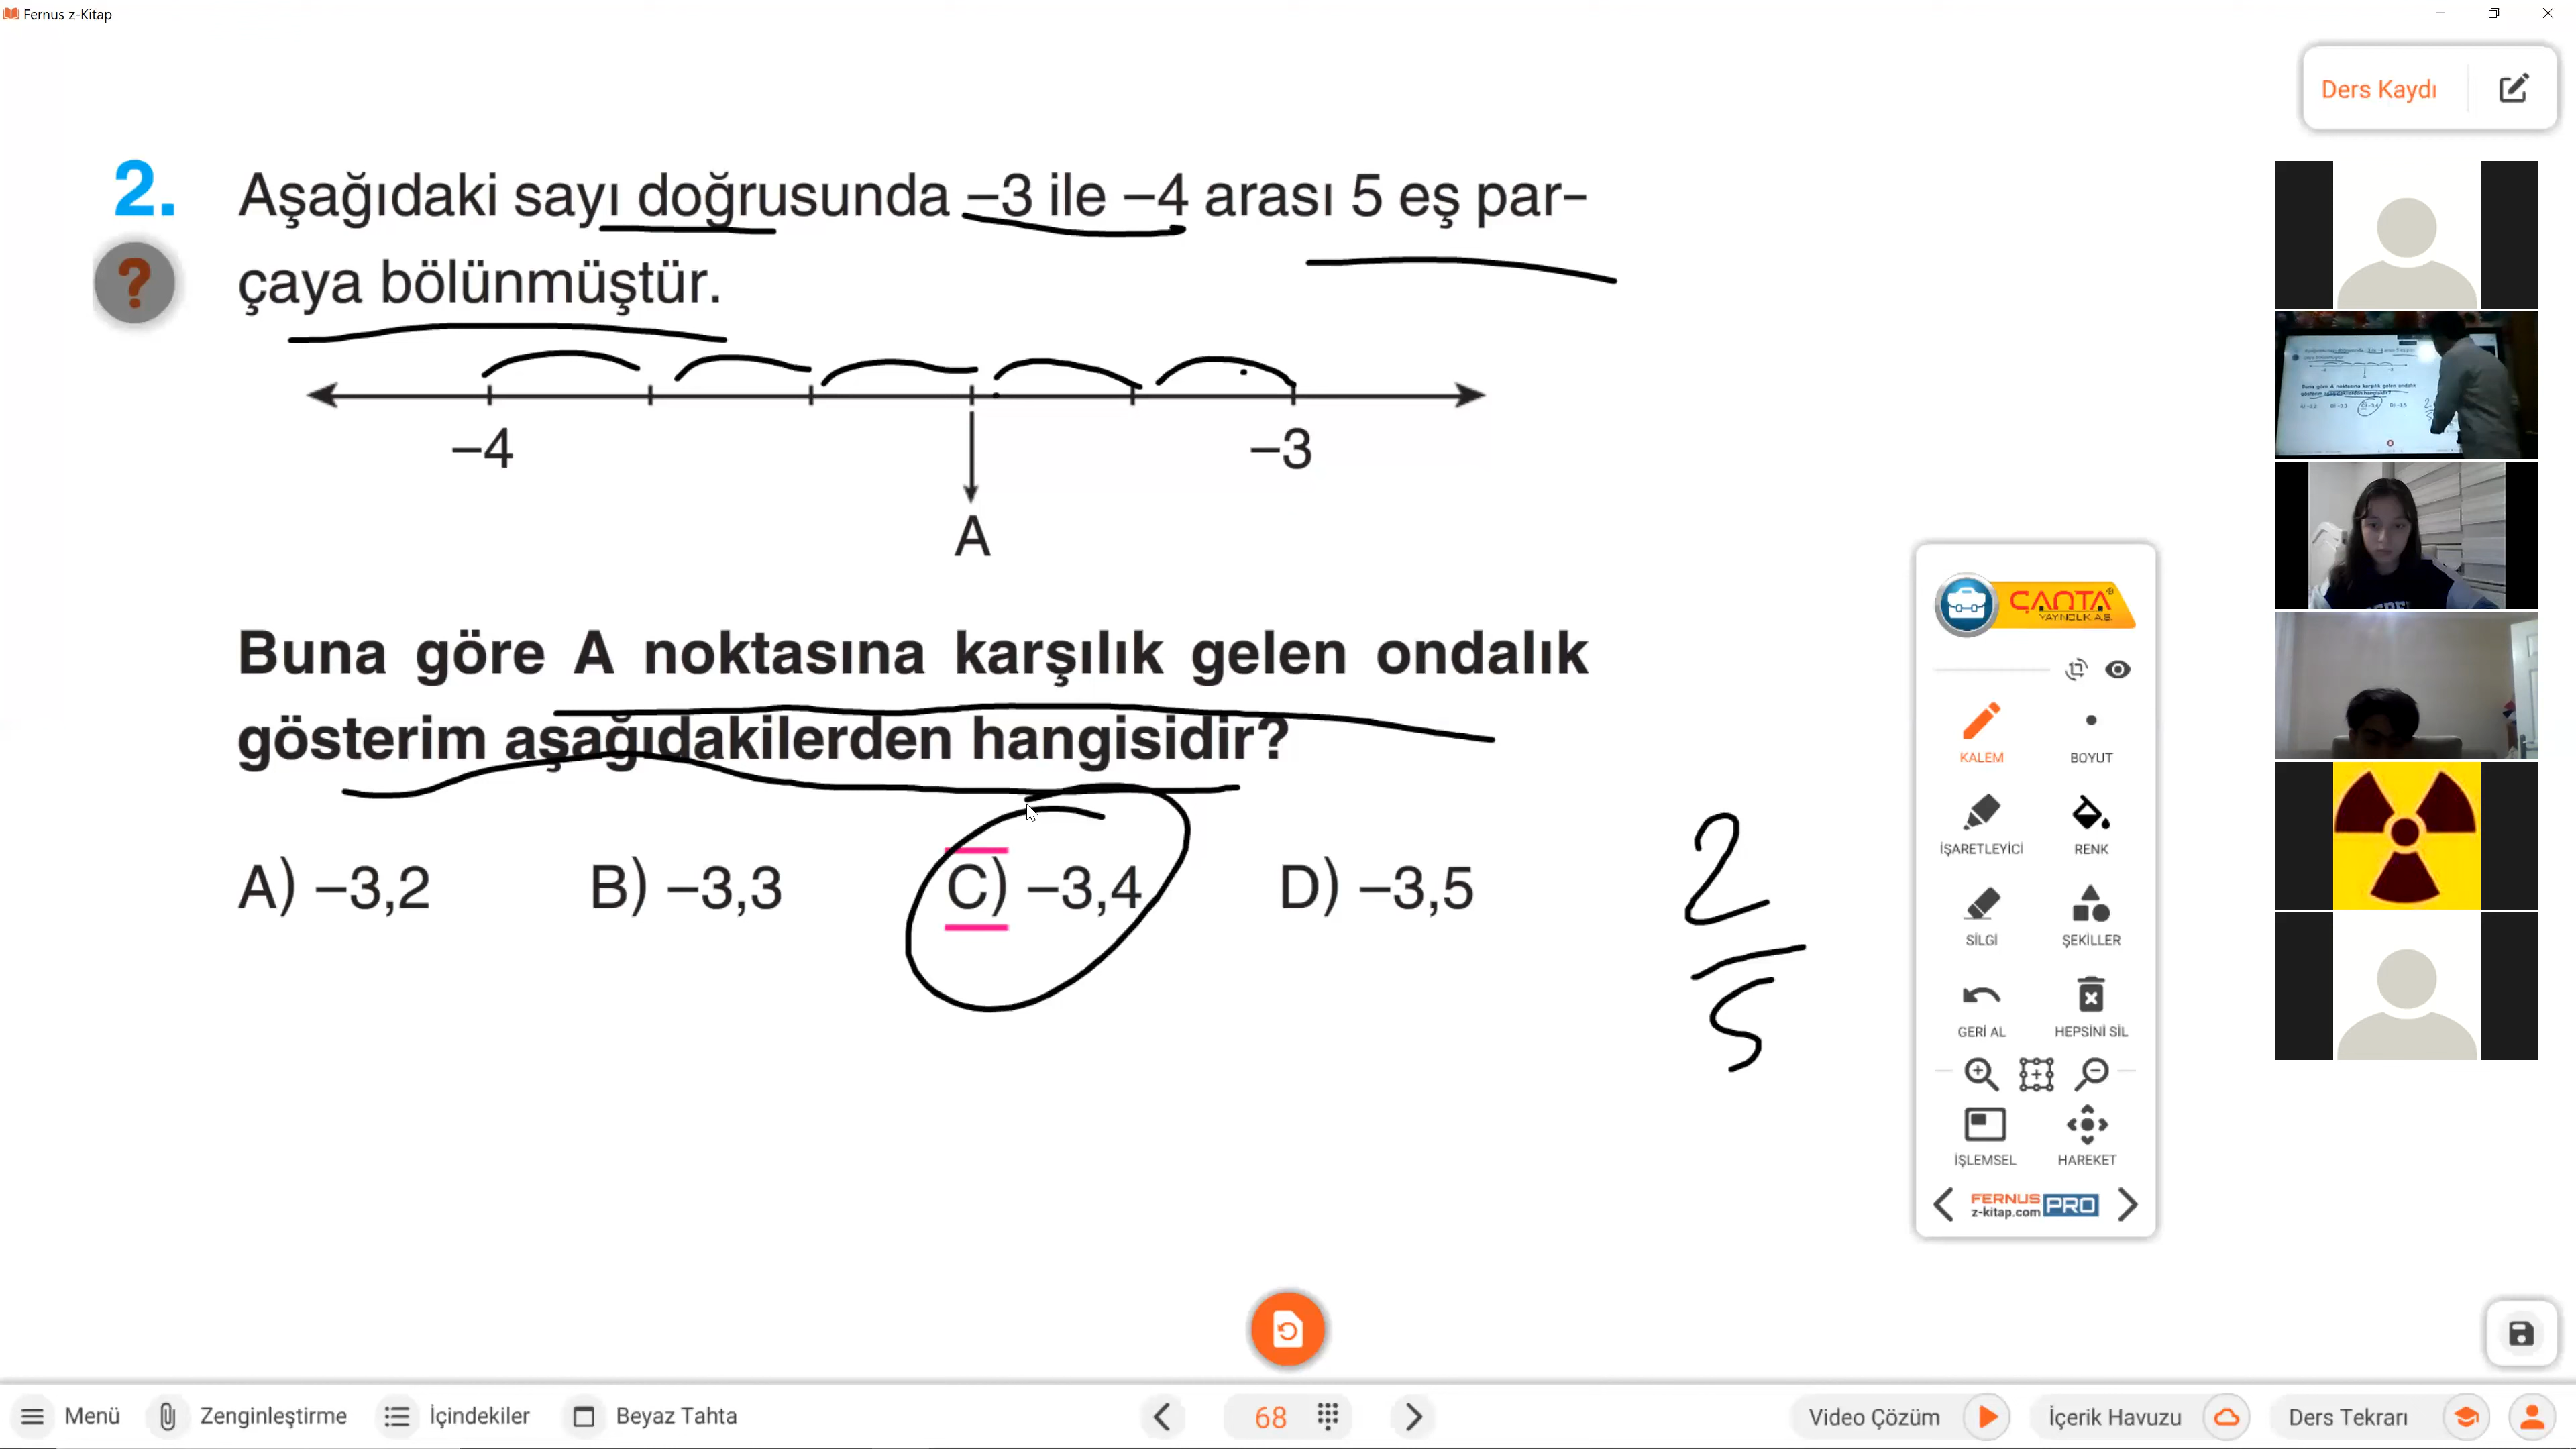 Fernus z-Kitap
Ders Kaydı
2. Aşağıdaki sayı doğrusunda –3 ile –4 arası 5 eş par-
çaya bölünmüştür.
?
–4
–3
A
Buna göre A noktasına karşılık gelen ondalık
gösterim aşağıdakilerden hangisidir?
A) –3,2 B) –3,3 C) –3,4 D) –3,5
2
5
ÇANTA
YAYINCILIK A.Ş.
KALEM BOYUT
İŞARETLEYİCİ RENK
SİLGİ ŞEKİLLER
GERİ AL HEPSİNİ SİL
İŞLEMSEL HAREKET
FERNUS
z-kitap.com PRO
Menü Zenginleştirme İçindekiler Beyaz Tahta 68 Video Çözüm İçerik Havuzu Ders Tekrarı